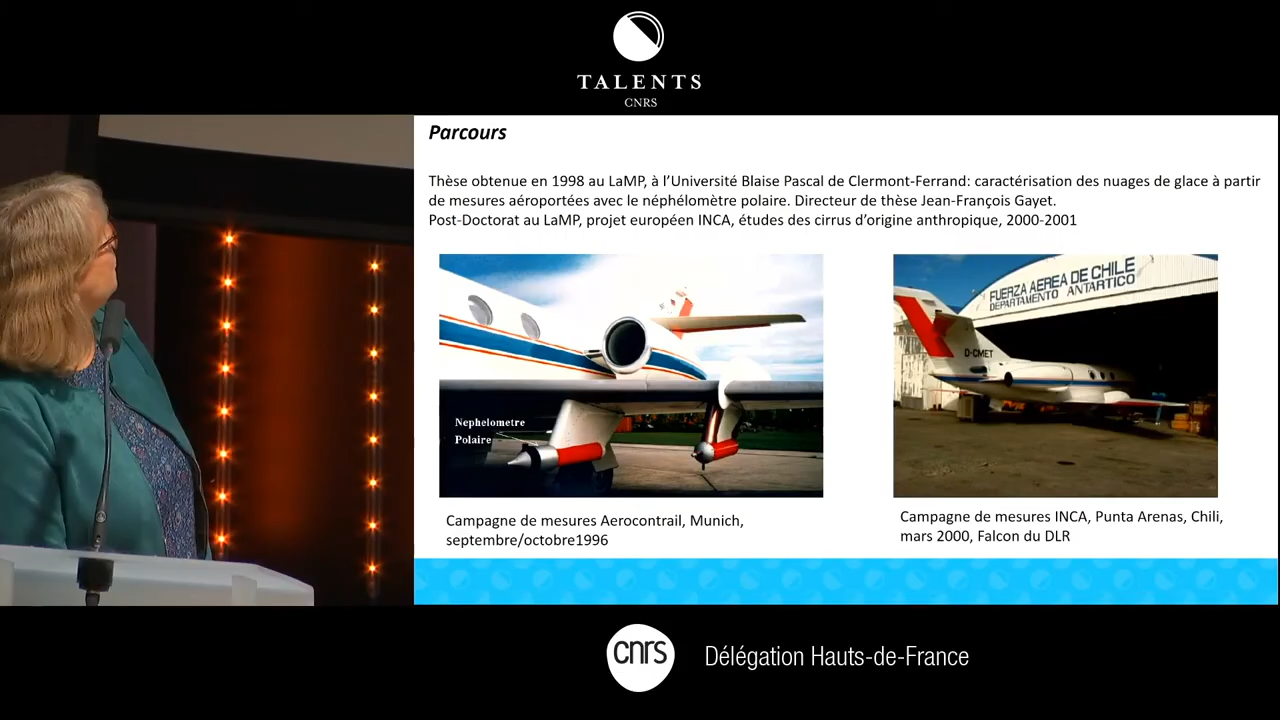 TALENTS
CNRS
Parcours
Thèse obtenue en 1998 au LaMP, à l’Université Blaise Pascal de Clermont-Ferrand: caractérisation des nuages de glace à partir
de mesures aéroportées avec le néphélomètre polaire. Directeur de thèse Jean-François Gayet.
Post-Doctorat au LaMP, projet européen INCA, études des cirrus d’origine anthropique, 2000-2001
Nephelometre
Polaire
FUERZA AEREA DE CHILE
DEPARTAMENTO ANTARTICO
D-CMET
Campagne de mesures Aerocontrail, Munich,
septembre/octobre1996
Campagne de mesures INCA, Punta Arenas, Chili,
mars 2000, Falcon du DLR
cnrs
Délégation Hauts-de-France